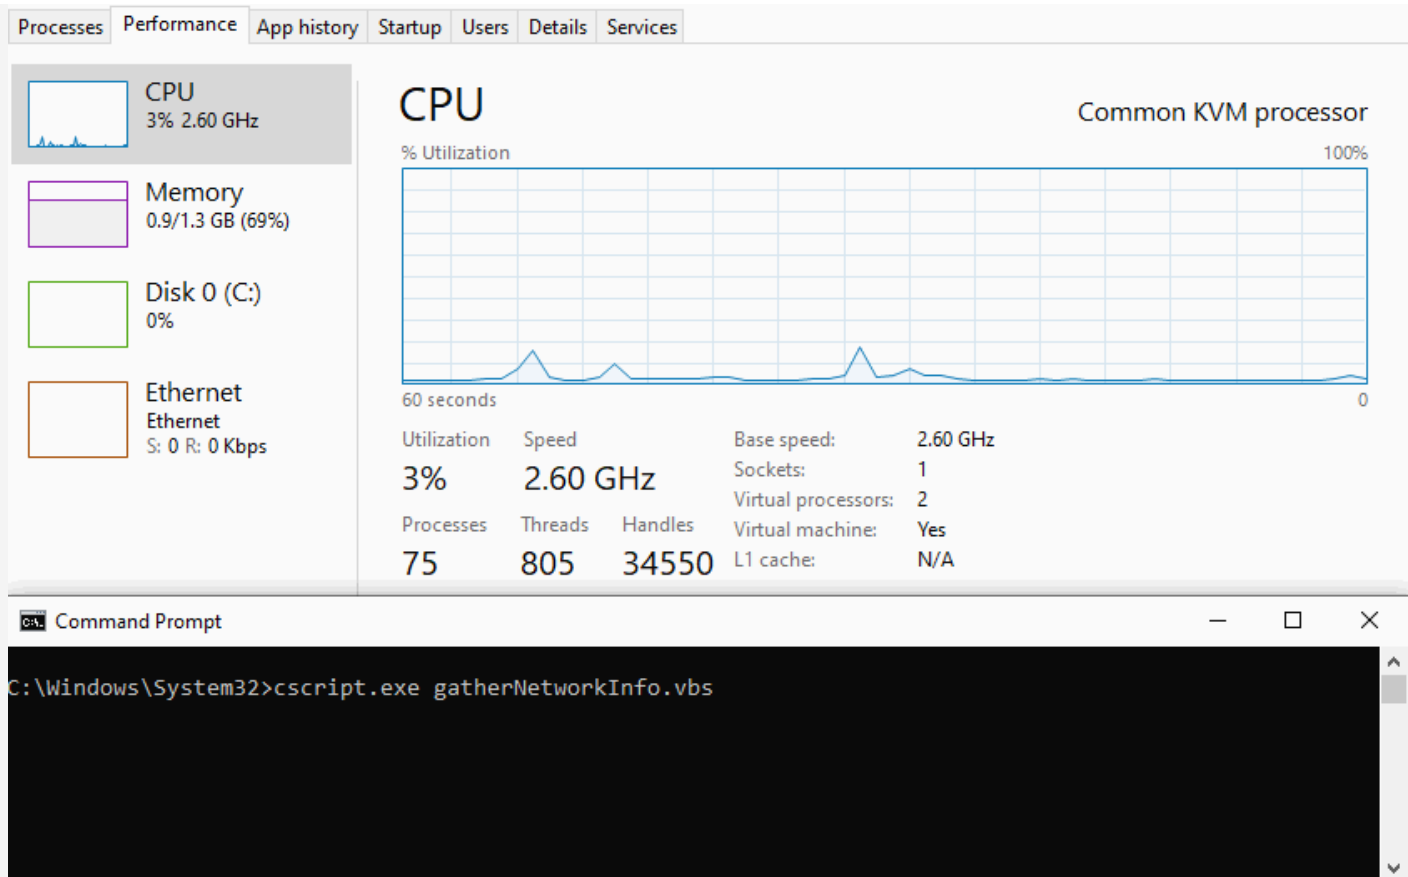 Processes Performance App history Startup Users Details Services
CPU
3% 2.60 GHz
Memory
0.9/1.3 GB (69%)
Disk 0 (C:)
0%
Ethernet
Ethernet
S: 0 R: 0 Kbps
CPU
Common KVM processor
% Utilization 100%
60 seconds 0
Utilization Speed
3% 2.60 GHz
Processes Threads Handles
75 805 34550
Base speed: 2.60 GHz
Sockets: 1
Virtual processors: 2
Virtual machine: Yes
L1 cache: N/A
C:\. Command Prompt
C:\Windows\System32>cscript.exe gatherNetworkInfo.vbs